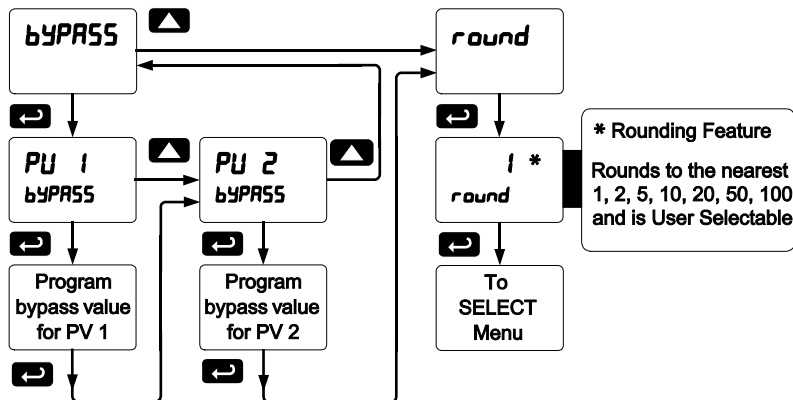 bYPASS
round
PU 1
bYPASS
PU 2
bYPASS
1 *
round
* Rounding Feature
Rounds to the nearest
1, 2, 5, 10, 20, 50, 100
and is User Selectable
Program
bypass value
for PV 1
Program
bypass value
for PV 2
To
SELECT
Menu